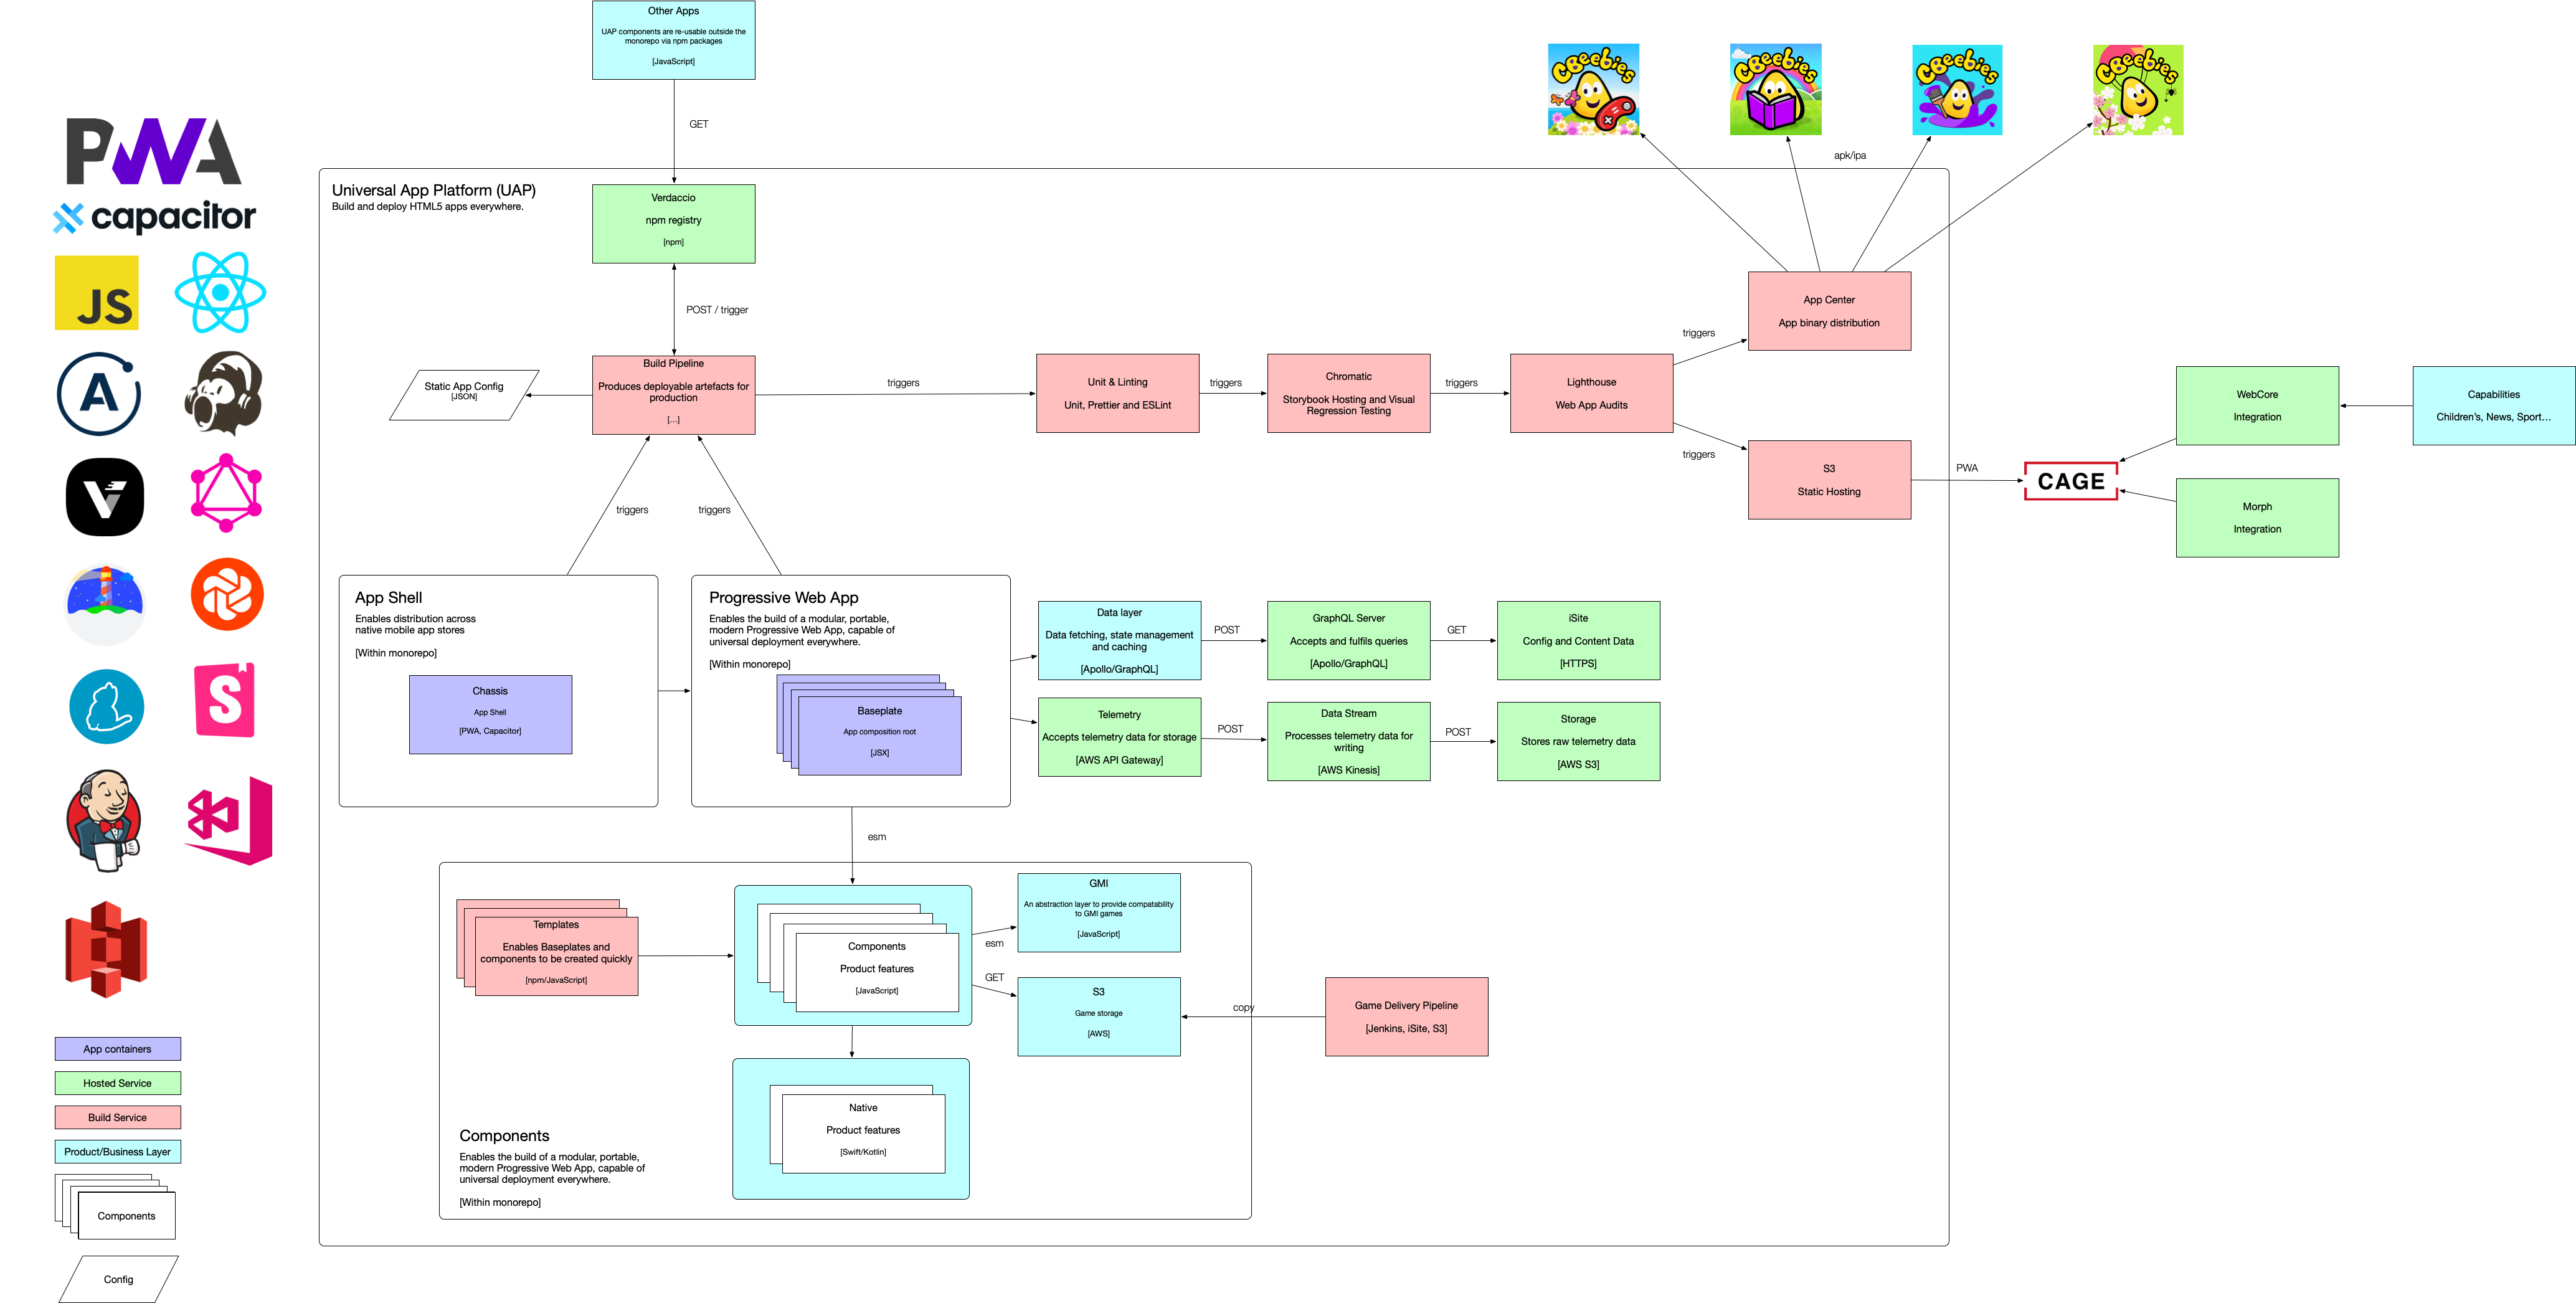 Other Apps
UAP components are re-usable outside the
monorepo via npm packages
[JavaScript]
GET
CBeebies
CBeebies
CBeebies
CBeebies
apk/ipa
PWA
capacitor
JS
A
V
S
Universal App Platform (UAP)
Build and deploy HTML5 apps everywhere.
Verdaccio
npm registry
[npm]
POST / trigger
Static App Config
[JSON]
Build Pipeline
Produces deployable artefacts for
production
[...]
triggers
Unit & Linting
Unit, Prettier and ESLint
triggers
Chromatic
Storybook Hosting and Visual
Regression Testing
triggers
Lighthouse
Web App Audits
triggers
App Center
App binary distribution
triggers
S3
Static Hosting
PWA
CAGE
WebCore
Integration
Capabilities
Children's, News, Sport...
Morph
Integration
triggers
triggers
App Shell
Enables distribution across
native mobile app stores
[Within monorepo]
Chassis
App Shell
[PWA, Capacitor]
Progressive Web App
Enables the build of a modular, portable,
modern Progressive Web App, capable of
universal deployment everywhere.
[Within monorepo]
Baseplate
App composition root
[JSX]
Data layer
Data fetching, state management
and caching
[Apollo/GraphQL]
POST
GraphQL Server
Accepts and fulfils queries
[Apollo/GraphQL]
GET
iSite
Config and Content Data
[HTTPS]
Telemetry
Accepts telemetry data for storage
[AWS API Gateway]
POST
Data Stream
Processes telemetry data for
writing
[AWS Kinesis]
POST
Storage
Stores raw telemetry data
[AWS S3]
esm
Templates
Enables Baseplates and
components to be created quickly
[npm/JavaScript]
Components
Product features
[JavaScript]
esm
GET
GMI
An abstraction layer to provide compatability
to GMI games
[JavaScript]
S3
Game storage
[AWS]
copy
Game Delivery Pipeline
[Jenkins, iSite, S3]
Native
Product features
[Swift/Kotlin]
Components
Enables the build of a modular, portable,
modern Progressive Web App, capable of
universal deployment everywhere.
[Within monorepo]
App containers
Hosted Service
Build Service
Product/Business Layer
Components
Config